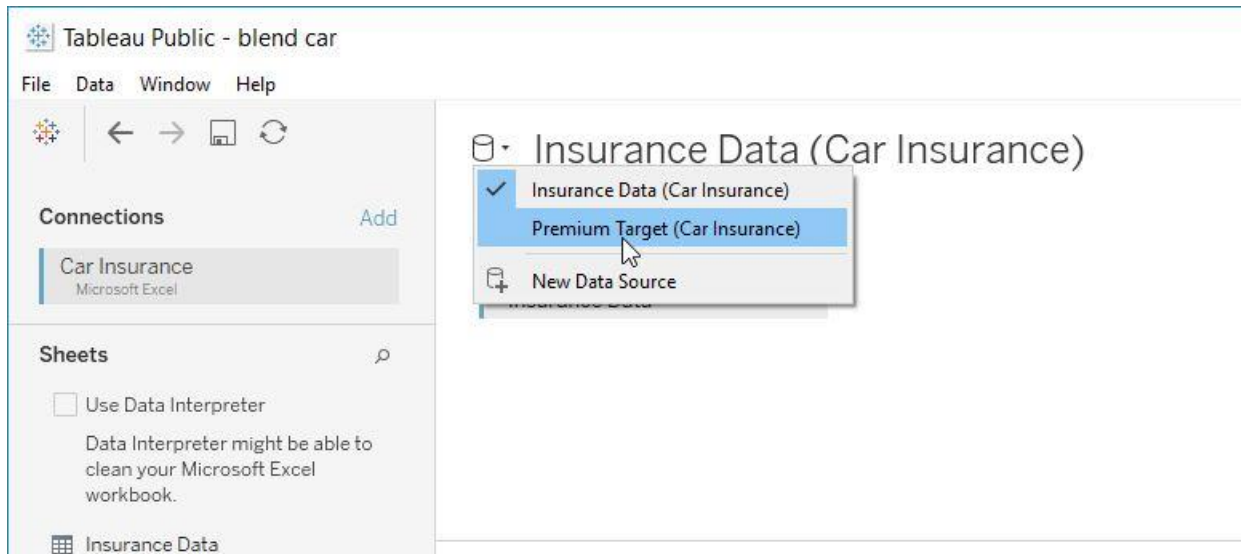 Tableau Public - blend car
File Data Window Help
Insurance Data (Car Insurance)
Insurance Data (Car Insurance)
Premium Target (Car Insurance)
New Data Source
Insurance Data
Connections Add
Car Insurance
Microsoft Excel
Sheets
Use Data Interpreter
Data Interpreter might be able to
clean your Microsoft Excel
workbook.
Insurance Data